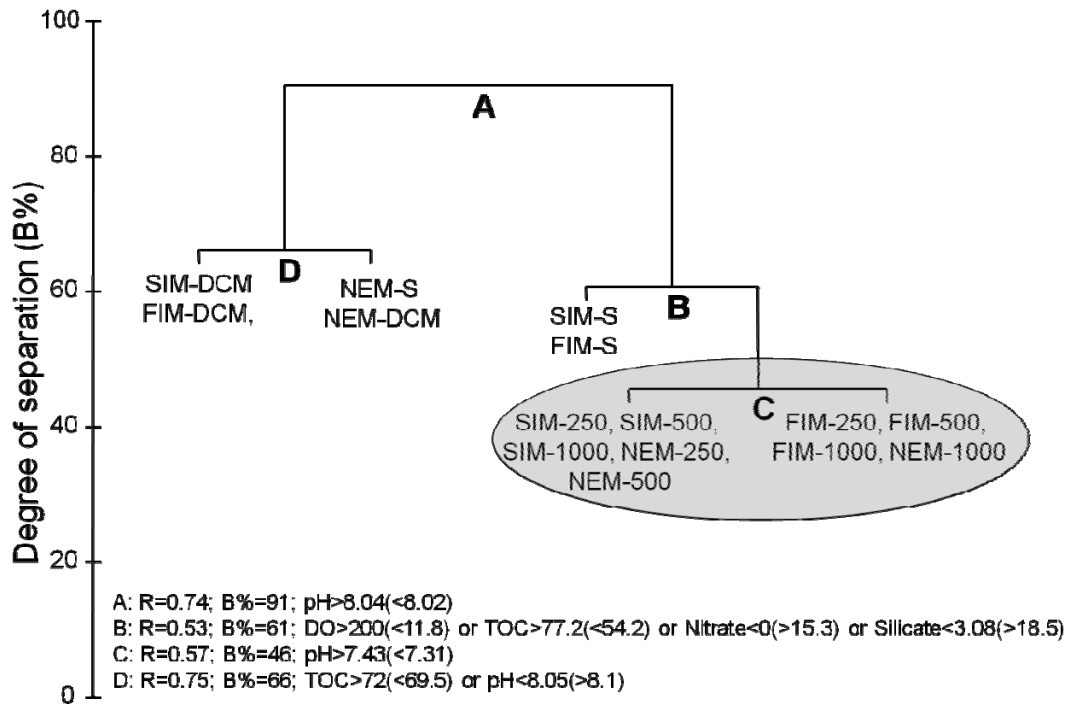 100
80
60
40
20
0
Degree of separation (B%)
A
D
SIM-DCM
FIM-DCM,
NEM-S
NEM-DCM
B
SIM-S
FIM-S
C
SIM-250, SIM-500,
SIM-1000, NEM-250,
NEM-500
FIM-250, FIM-500,
FIM-1000, NEM-1000
A: R=0.74; B%=91; pH>8.04(<8.02)
B: R=0.53; B%=61; DO>200(<11.8) or TOC>77.2(<54.2) or Nitrate<0(>15.3) or Silicate<3.08(>18.5)
C: R=0.57; B%=46; pH>7.43(<7.31)
D: R=0.75; B%=66; TOC>72(<69.5) or pH<8.05(>8.1)